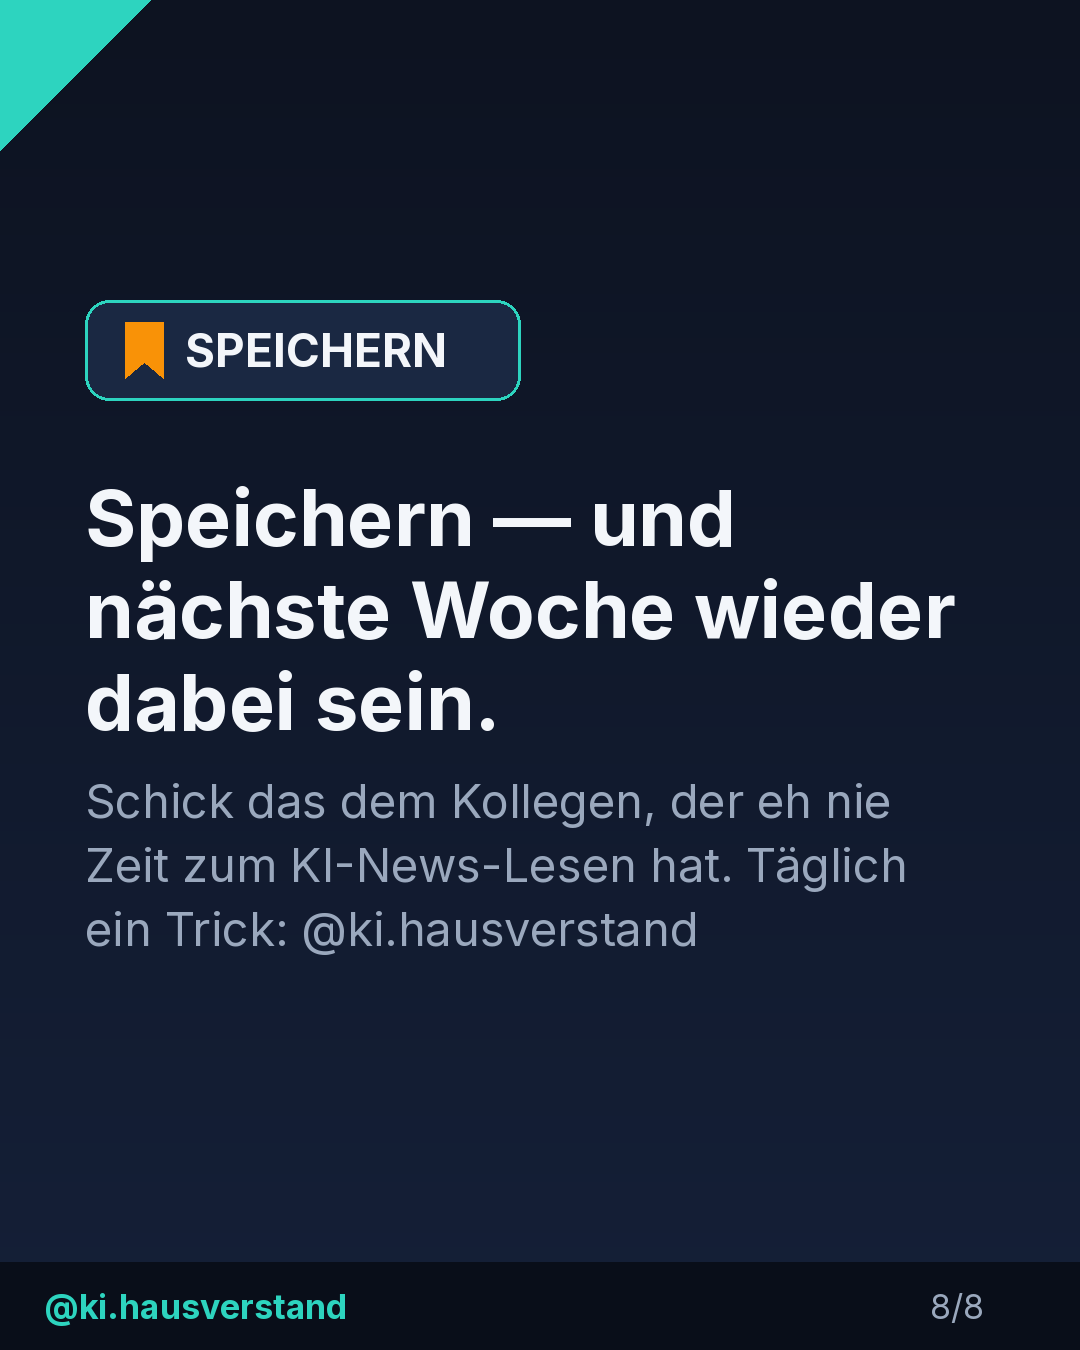 SPEICHERN
Speichern — und
nächste Woche wieder
dabei sein.
Schick das dem Kollegen, der eh nie
Zeit zum KI-News-Lesen hat. Täglich
ein Trick: @ki.hausverstand
@ki.hausverstand
8/8